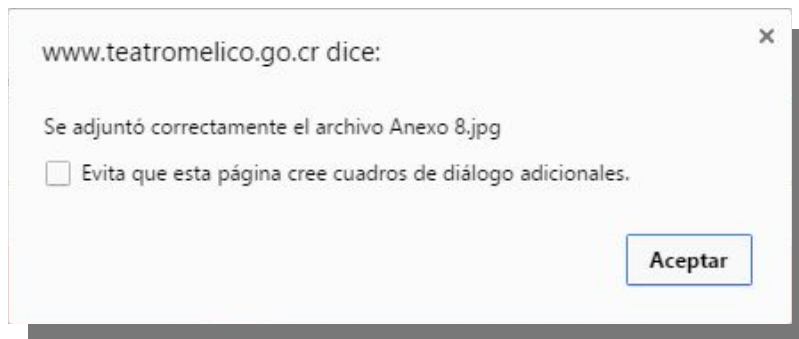 www.teatromelico.go.cr dice:
Se adjuntó correctamente el archivo Anexo 8.jpg
Evita que esta página cree cuadros de diálogo adicionales.
Aceptar